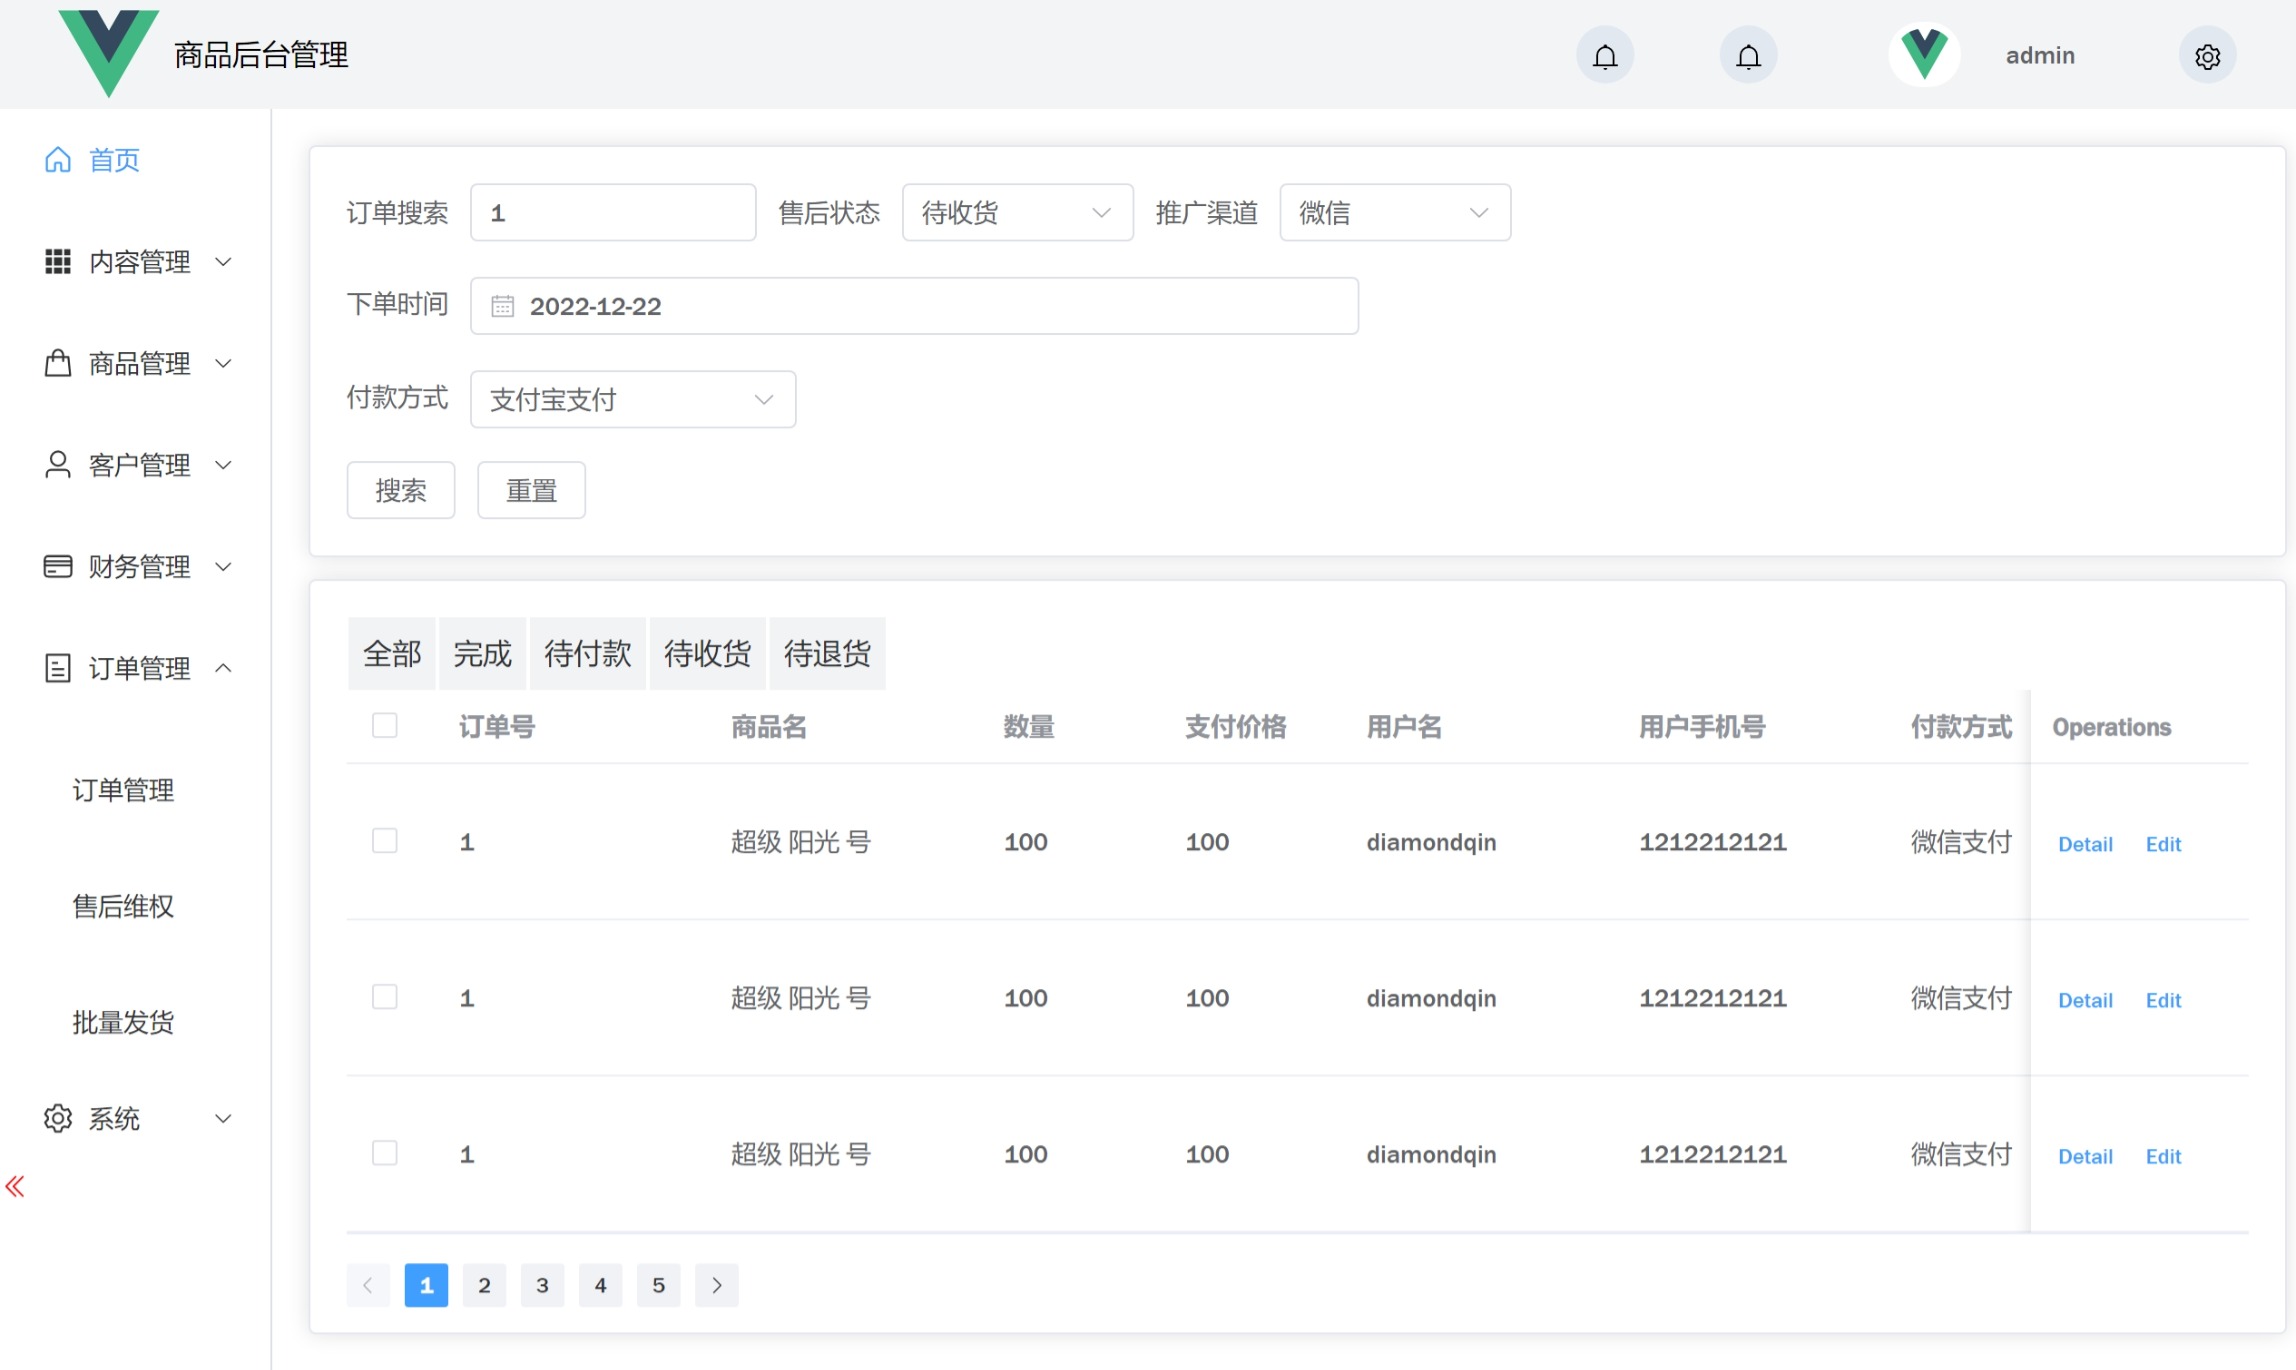 商品后台管理
admin
首页
内容管理
商品管理
客户管理
财务管理
订单管理
订单管理
售后维权
批量发货
系统
订单搜索 1 售后状态 待收货 推广渠道 微信
下单时间 2022-12-22
付款方式 支付宝支付
搜索 重置
全部 完成 待付款 待收货 待退货
订单号 商品名 数量 支付价格 用户名 用户手机号 付款方式 Operations
1 超级 阳光 号 100 100 diamondqin 1212212121 微信支付 Detail Edit
1 超级 阳光 号 100 100 diamondqin 1212212121 微信支付 Detail Edit
1 超级 阳光 号 100 100 diamondqin 1212212121 微信支付 Detail Edit
1 2 3 4 5